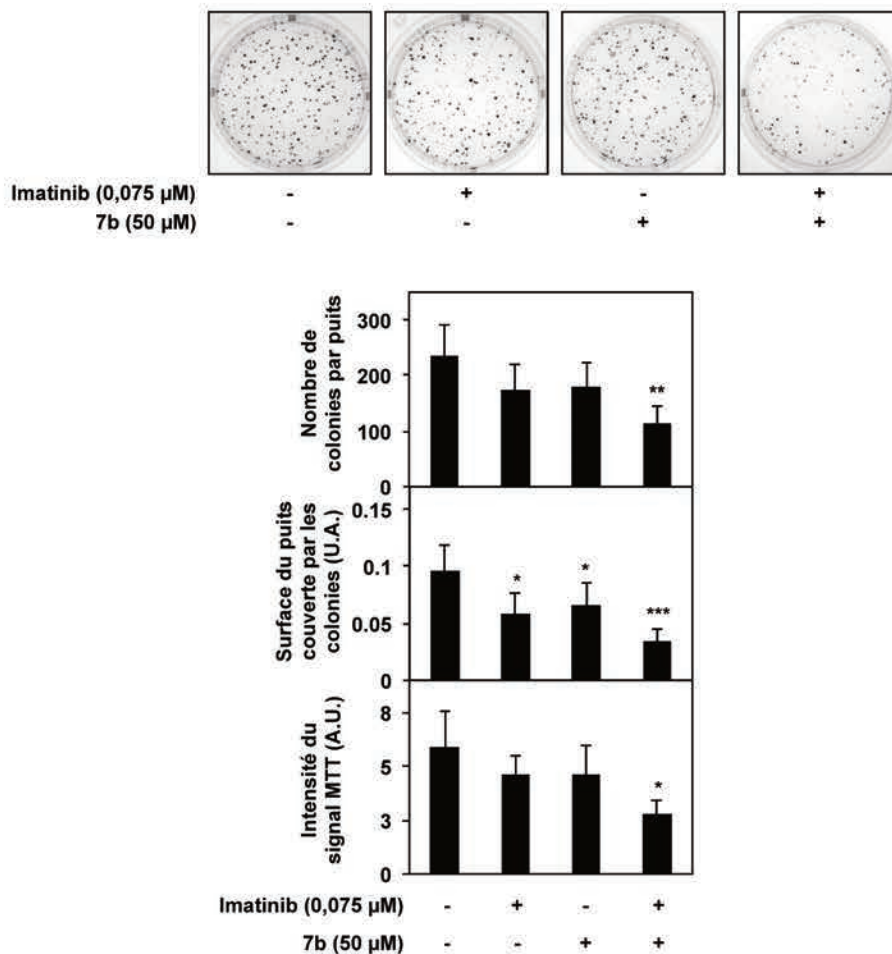 Imatinib (0,075 µM) - + - +
7b (50 µM) - - + +
Nombre de
colonies par puits
300
200
100
0
**
Surface du puits
couverte par les
colonies (U.A.)
0.15
0.1
0.05
0
* * ***
Intensité du
signal MTT (A.U.)
8
5
3
0
*
Imatinib (0,075 µM) - + - +
7b (50 µM) - - + +